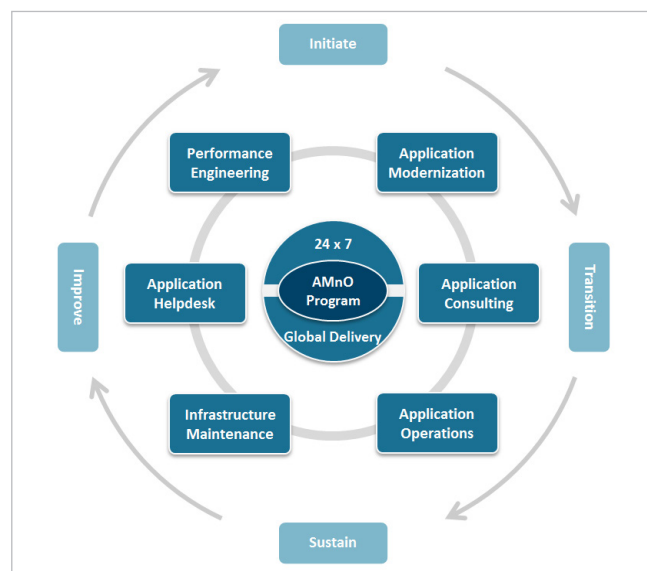 Initiate
Performance
Engineering
Application
Modernization
24 x 7
Improve
Application
Helpdesk
AMnO
Program
Application
Consulting
Transition
Global Delivery
Infrastructure
Maintenance
Application
Operations
Sustain